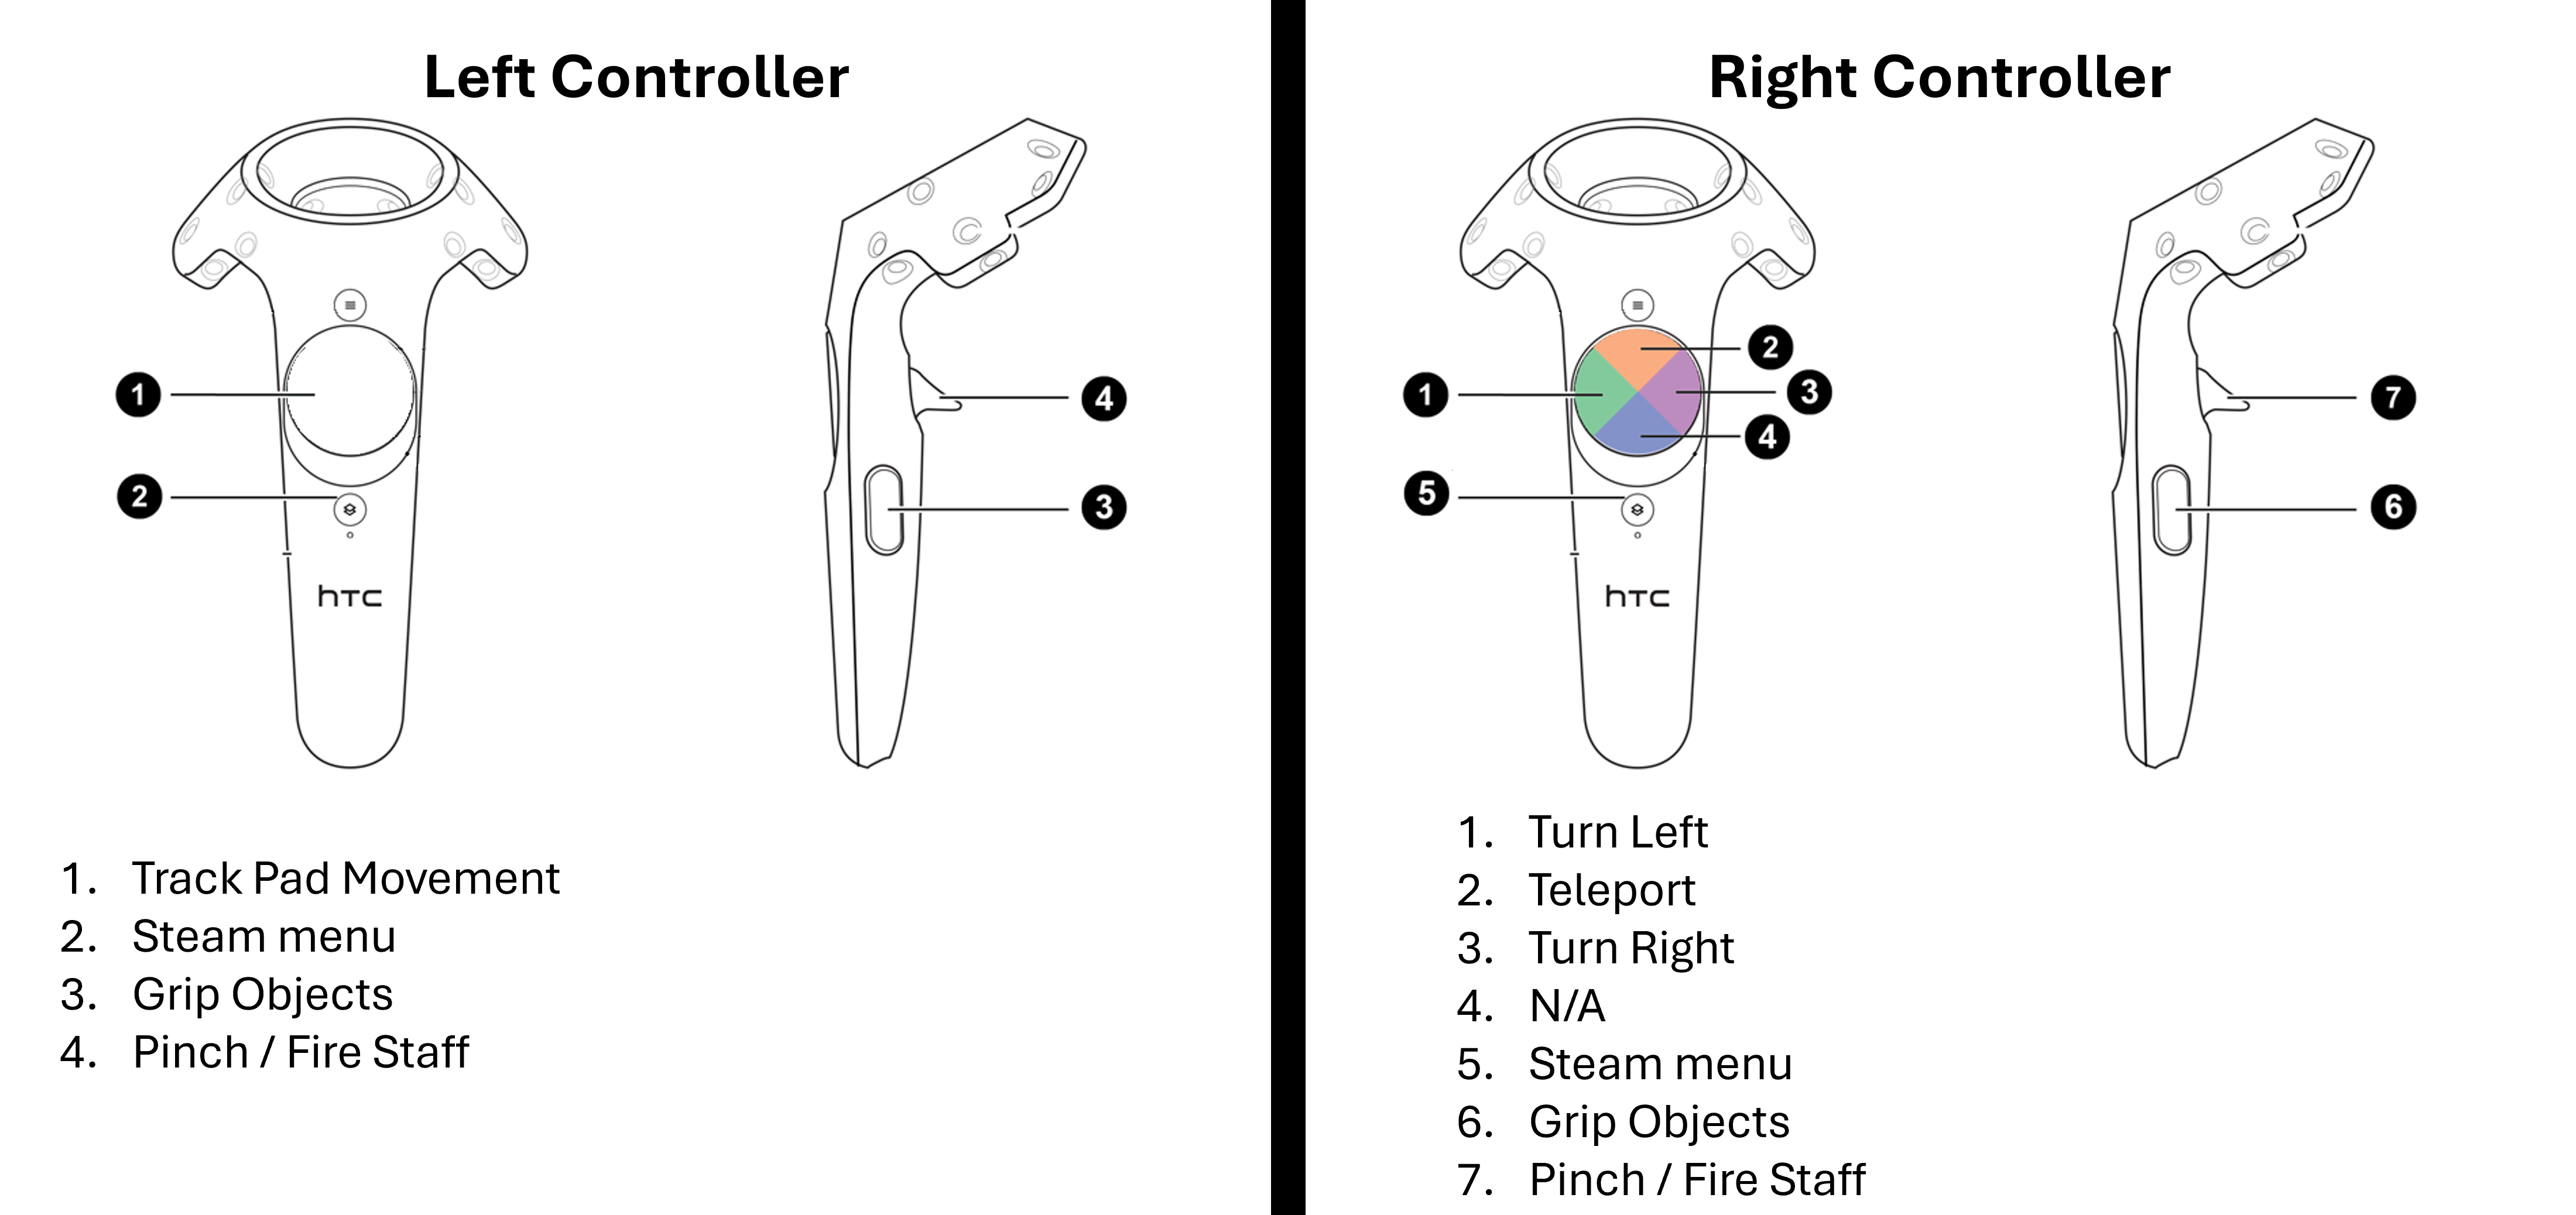 Left Controller
1
2
4
3
htc
1. Track Pad Movement
2. Steam menu
3. Grip Objects
4. Pinch / Fire Staff
Right Controller
1
2
3
4
5
7
6
htc
1. Turn Left
2. Teleport
3. Turn Right
4. N/A
5. Steam menu
6. Grip Objects
7. Pinch / Fire Staff